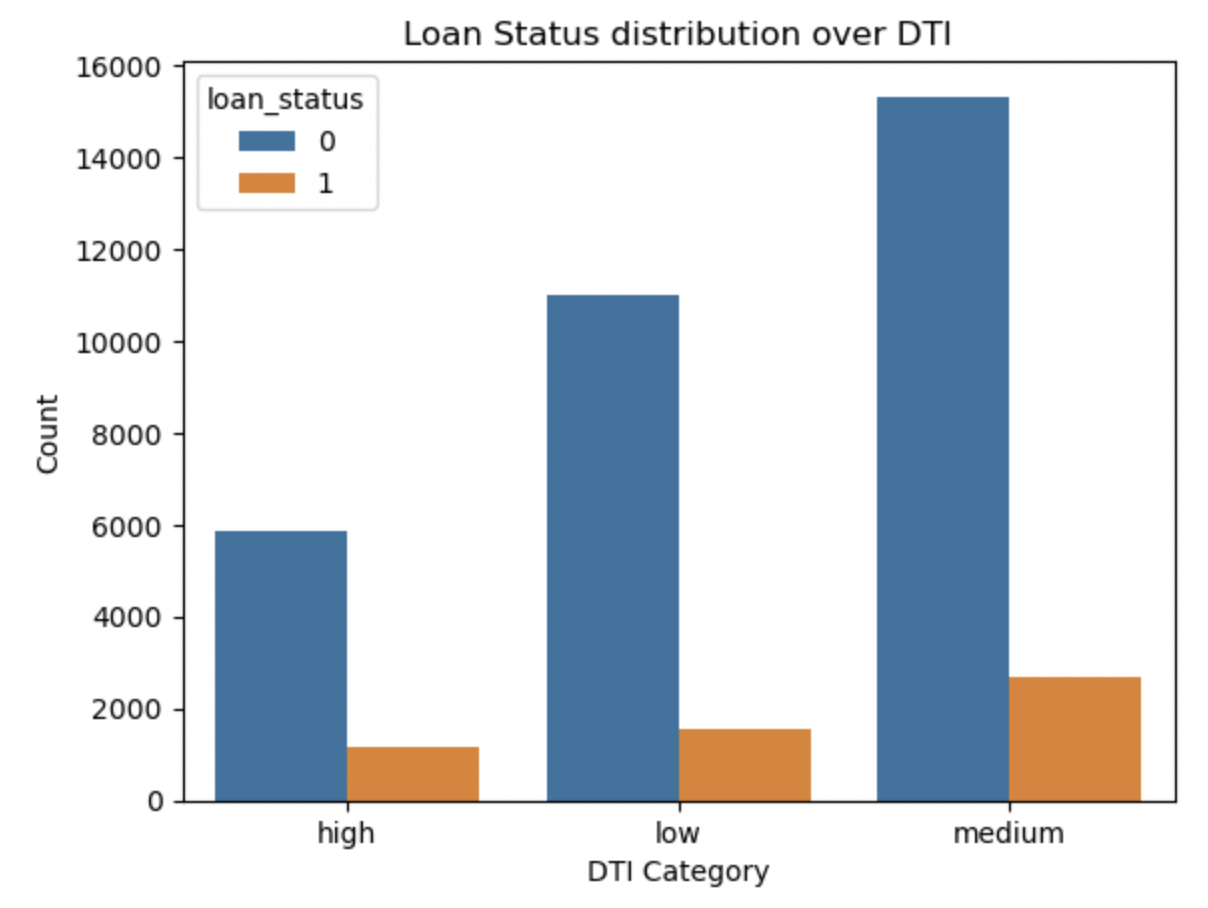 Loan Status distribution over DTI
loan_status
0
1
16000
14000
12000
10000
8000
6000
4000
2000
0
Count
high low medium
DTI Category